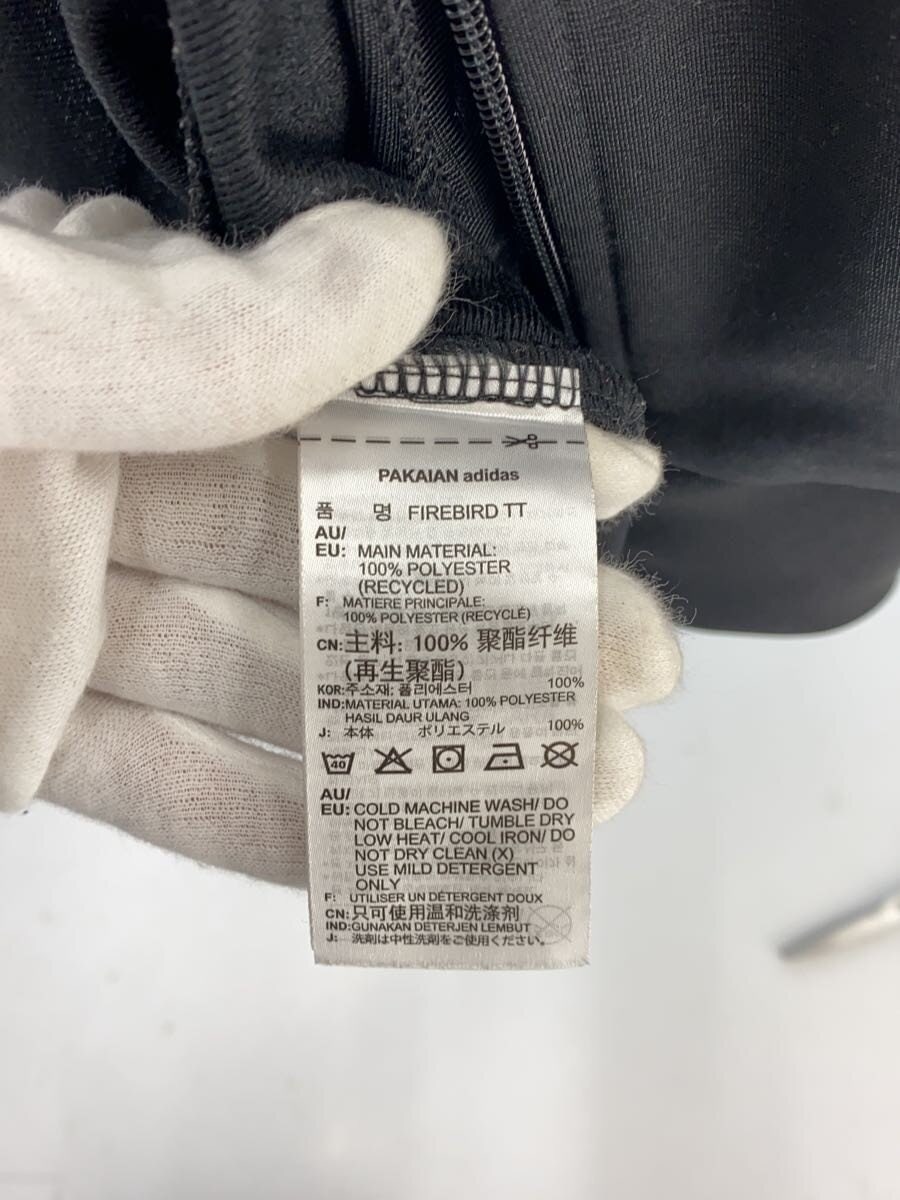 PAKAIAN adidas
품 명 FIREBIRD TT
AU/
EU: MAIN MATERIAL:
100% POLYESTER
(RECYCLED)
F: MATIERE PRINCIPALE:
100% POLYESTER (RECYCLÉ)
CN: 主料: 100% 聚酯纤维
(再生聚酯)
KOR: 주소재: 폴리에스터 100%
IND: MATERIAL UTAMA: 100% POLYESTER
HASIL DAUR ULANG
J: 本体 ポリエステル 100%
40
AU/
EU: COLD MACHINE WASH/ DO
NOT BLEACH/ TUMBLE DRY
LOW HEAT/ COOL IRON/ DO
NOT DRY CLEAN (X)
USE MILD DETERGENT
ONLY
F: UTILISER UN DÉTERGENT DOUX
CN: 只可使用温和洗涤剂
IND: GUNAKAN DETERJEN LEMBUT
J: 洗剤は中性洗剤をご使用ください。